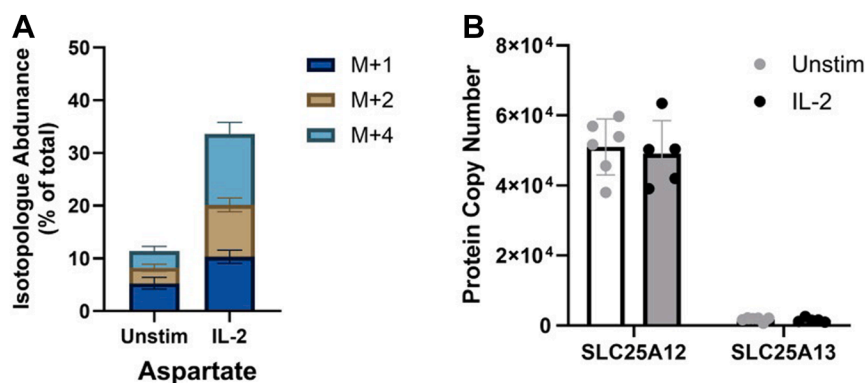 A
Isotopologue Abdunance
(% of total)
50
40
30
20
10
0
Unstim
IL-2
Aspartate
M+1
M+2
M+4
B
Protein Copy Number
8×10⁴
6×10⁴
4×10⁴
2×10⁴
0
SLC25A12
SLC25A13
Unstim
IL-2